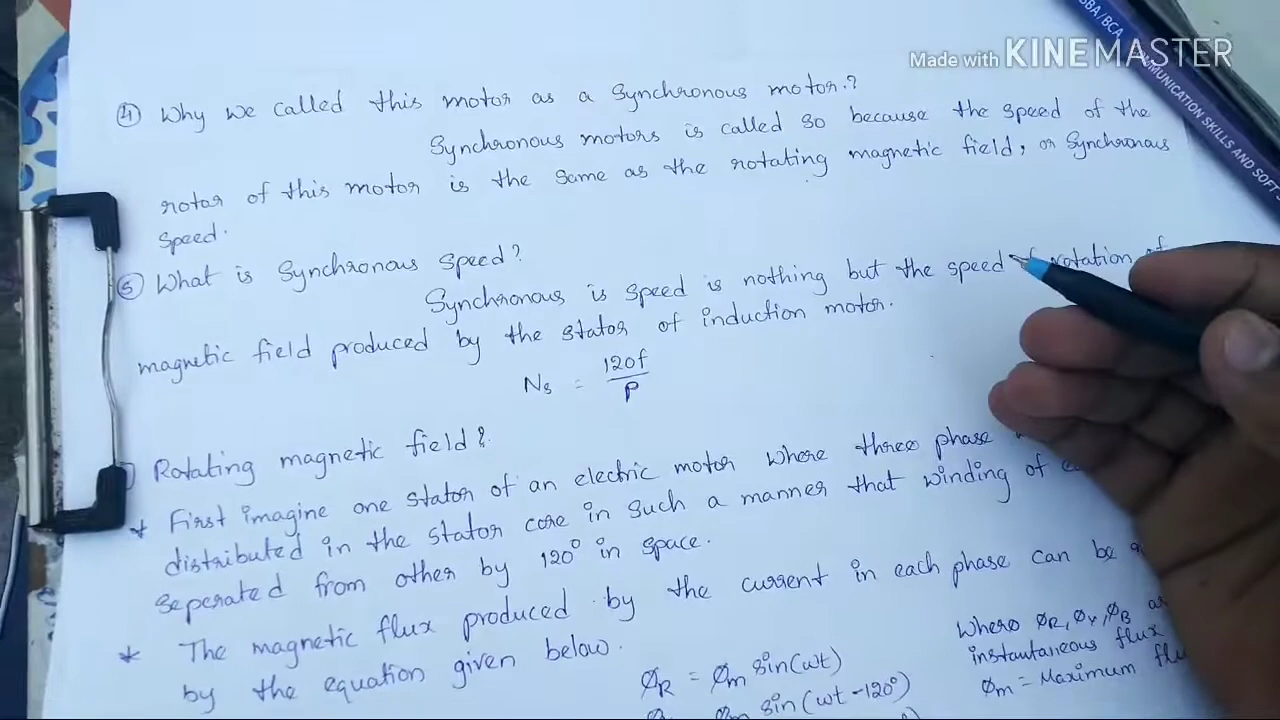 Made with KINEMASTER
BBA/BCA COMMUNICATION SKILLS AND SOFT S
④ Why we called this motor as a synchronous motor.?
Synchronous motors is called so because the speed of the
rotor of this motor is the same as the rotating magnetic field, or Synchronous
Speed.
⑤ What is Synchronous Speed?
Synchronous is speed is nothing but the speed of rotation of
magnetic field produced by the stator of induction motor.
Ns = 120f
P
Rotating magnetic field?
* First imagine one stator of an electric motor where three phase
distributed in the stator core in such a manner that winding of
seperated from other by 120° in space.
* The magnetic flux produced by the current in each phase can be
by the equation given below.
Where ØR, ØY, ØB
instantaneous flux
Øm = Maximum
ØR = Øm sin(wt)
Øm sin(wt-120°)